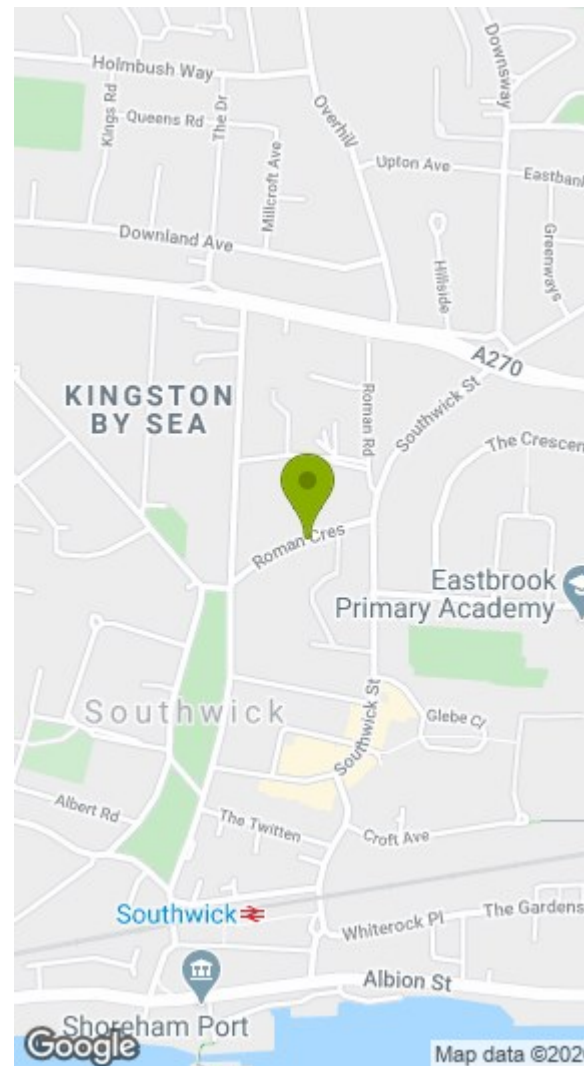 Holmbush Way
Kings Rd
Queens Rd
The Dr
Millcroft Ave
Overhill
Downsway
Upton Ave
Eastbank
Downland Ave
Hillside
Greenways
A270
KINGSTON
BY SEA
Roman Rd
Southwick St
The Crescen
Roman Cres
Eastbrook
Primary Academy
Southwick
Southwick St
Glebe Cl
Albert Rd
The Twitten
Croft Ave
Southwick
Whiterock Pl
The Gardens
Albion St
Shoreham Port
Google
Map data ©2020